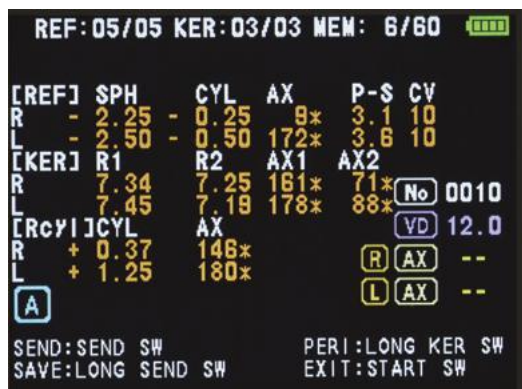 REF:05/05 KER:03/03 MEM: 6/60
[REF] SPH CYL AX P-S CV
R - 2.25 - 0.25 9* 3.1 10
L - 2.50 - 0.50 172* 3.6 10
[KER] R1 R2 AX1 AX2
R 7.34 7.25 161* 71*
L 7.45 7.19 178* 88*
No 0010
VD 12.0
[Rcyl]CYL AX
R + 0.37 146*
L + 1.25 180*
R AX --
L AX --
A
SEND:SEND SW PERI:LONG KER SW
SAVE:LONG SEND SW EXIT:START SW